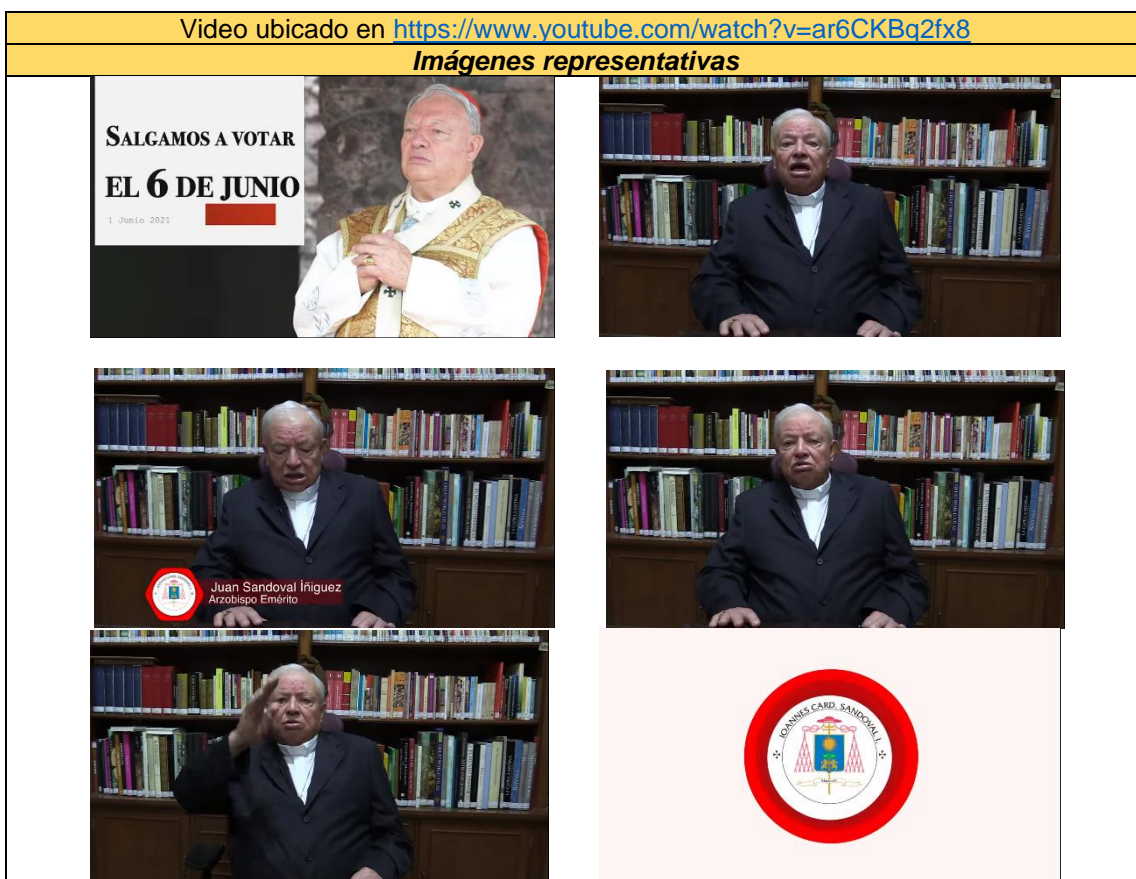 Video ubicado en https://www.youtube.com/watch?v=ar6CKBq2fx8
Imágenes representativas
SALGAMOS A VOTAR
EL 6 DE JUNIO
1 Junio 2021
Juan Sandoval Íñiguez
Arzobispo Emérito
IOANNES CARD. SANDOVAL I.